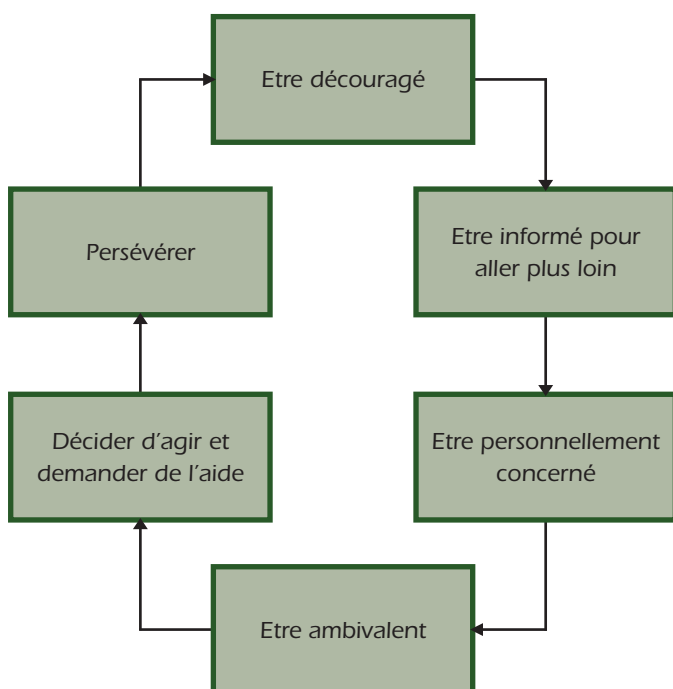 Etre découragé
Persévérer
Etre informé pour
aller plus loin
Décider d'agir et
demander de l'aide
Etre personnellement
concerné
Etre ambivalent